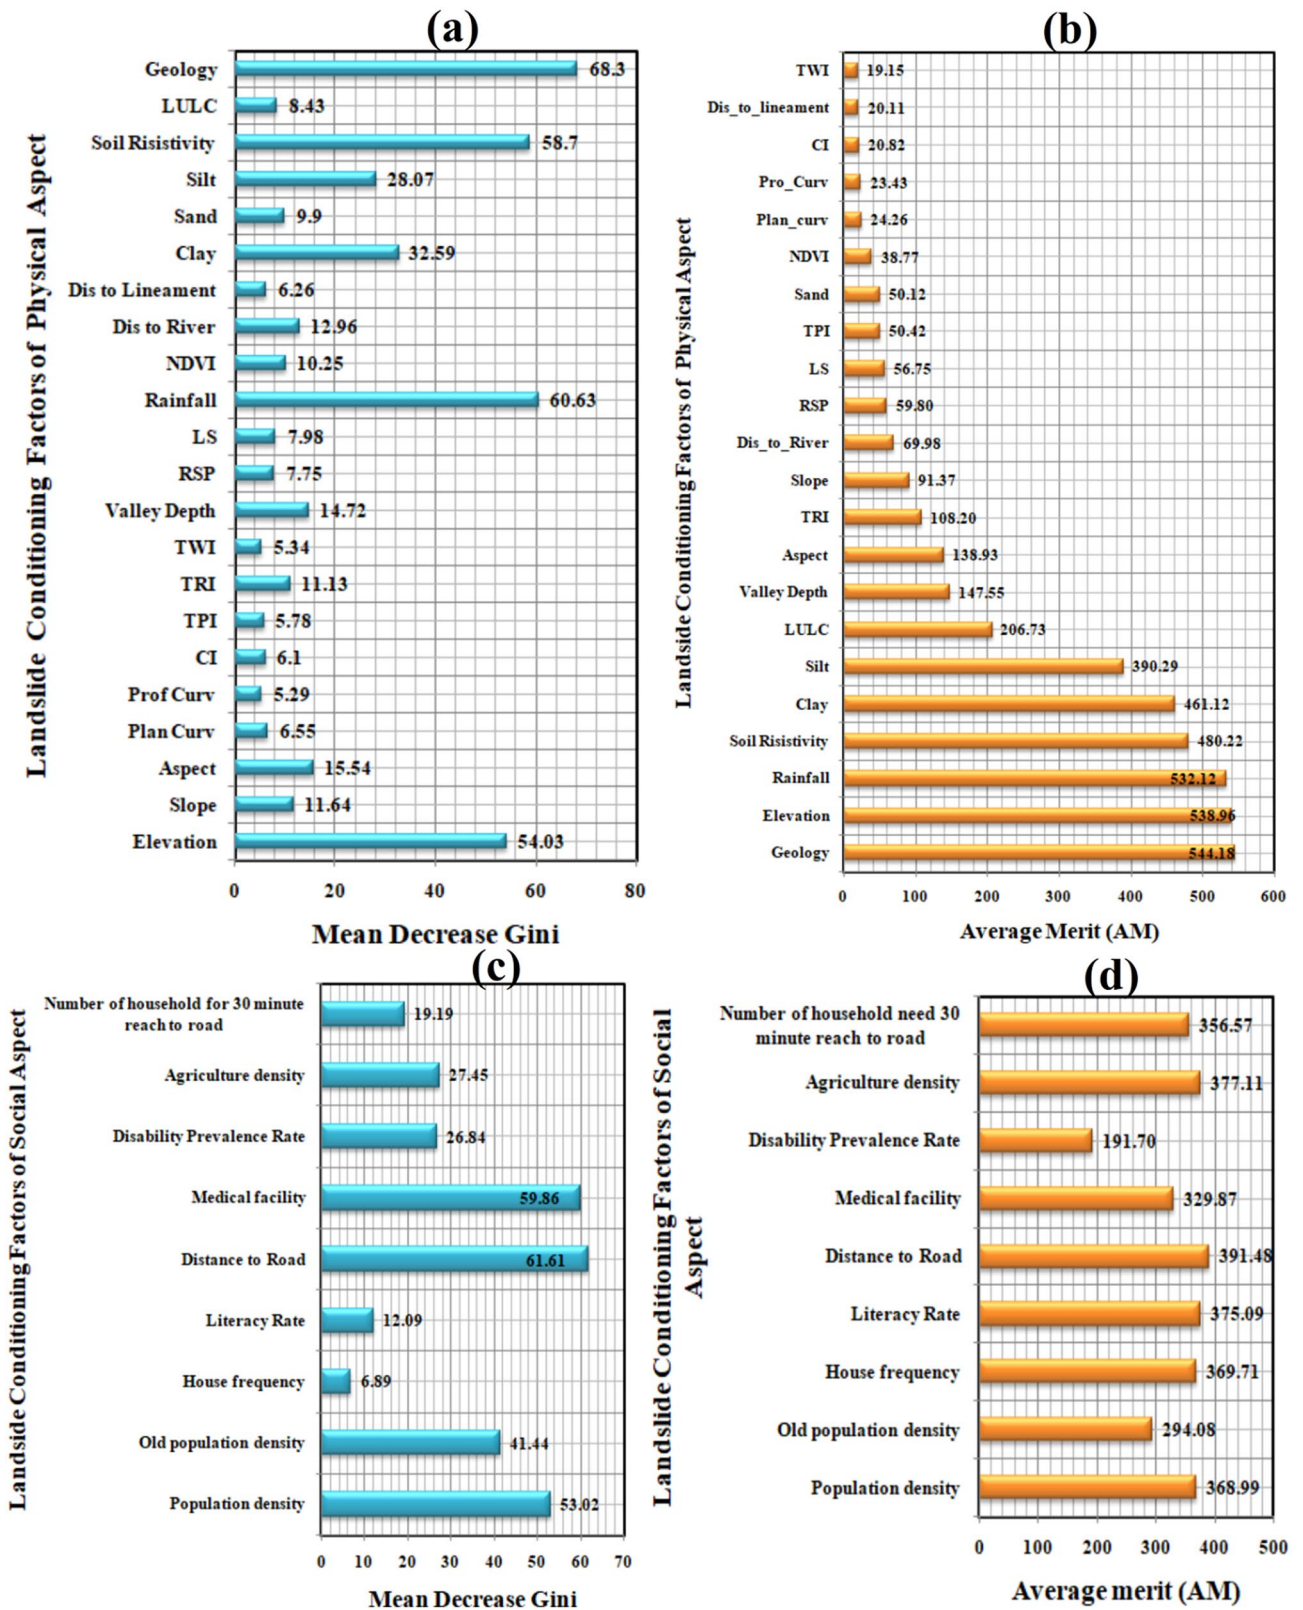 (a)
Landslide Conditioning Factors of Physical Aspect
Geology 68.3
LULC 8.43
Soil Risistivity 58.7
Silt 28.07
Sand 9.9
Clay 32.59
Dis to Lineament 6.26
Dis to River 12.96
NDVI 10.25
Rainfall 60.63
LS 7.98
RSP 7.75
Valley Depth 14.72
TWI 5.34
TRI 11.13
TPI 5.78
CI 6.1
Prof Curv 5.29
Plan Curv 6.55
Aspect 15.54
Slope 11.64
Elevation 54.03
0 20 40 60 80
Mean Decrease Gini
(b)
Landside Conditioning Factors of Physical Aspect
TWI 19.15
Dis_to_lineament 20.11
CI 20.82
Pro_Curv 23.43
Plan_curv 24.26
NDVI 38.77
Sand 50.12
TPI 50.42
LS 56.75
RSP 59.80
Dis_to_River 69.98
Slope 91.37
TRI 108.20
Aspect 138.93
Valley Depth 147.55
LULC 206.73
Silt 390.29
Clay 461.12
Soil Risistivity 480.22
Rainfall 532.12
Elevation 538.96
Geology 544.18
0 100 200 300 400 500 600
Average Merit (AM)
(c)
Landside Conditioning Factors of Social Aspect
Number of household for 30 minute
reach to road 19.19
Agriculture density 27.45
Disability Prevalence Rate 26.84
Medical facility 59.86
Distance to Road 61.61
Literacy Rate 12.09
House frequency 6.89
Old population density 41.44
Population density 53.02
0 10 20 30 40 50 60 70
Mean Decrease Gini
(d)
Landslide Conditioning Factors of Social
Aspect
Number of household need 30
minute reach to road 356.57
Agriculture density 377.11
Disability Prevalence Rate 191.70
Medical facility 329.87
Distance to Road 391.48
Literacy Rate 375.09
House frequency 369.71
Old population density 294.08
Population density 368.99
0 100 200 300 400 500
Average merit (AM)